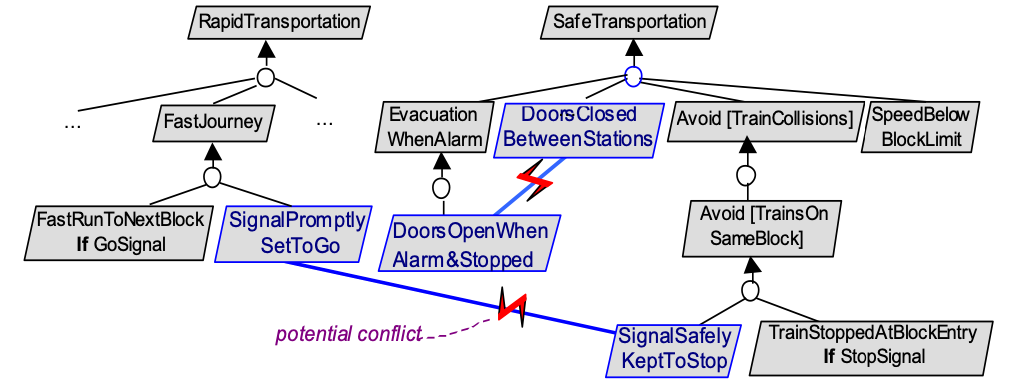 RapidTransportation
SafeTransportation
...
FastJourney
...
Evacuation
WhenAlarm
DoorsClosed
BetweenStations
Avoid [TrainCollisions]
SpeedBelow
BlockLimit
FastRunToNextBlock
If GoSignal
SignalPromptly
SetToGo
DoorsOpenWhen
Alarm&Stopped
Avoid [TrainsOn
SameBlock]
potential conflict
SignalSafely
KeptToStop
TrainStoppedAtBlockEntry
If StopSignal